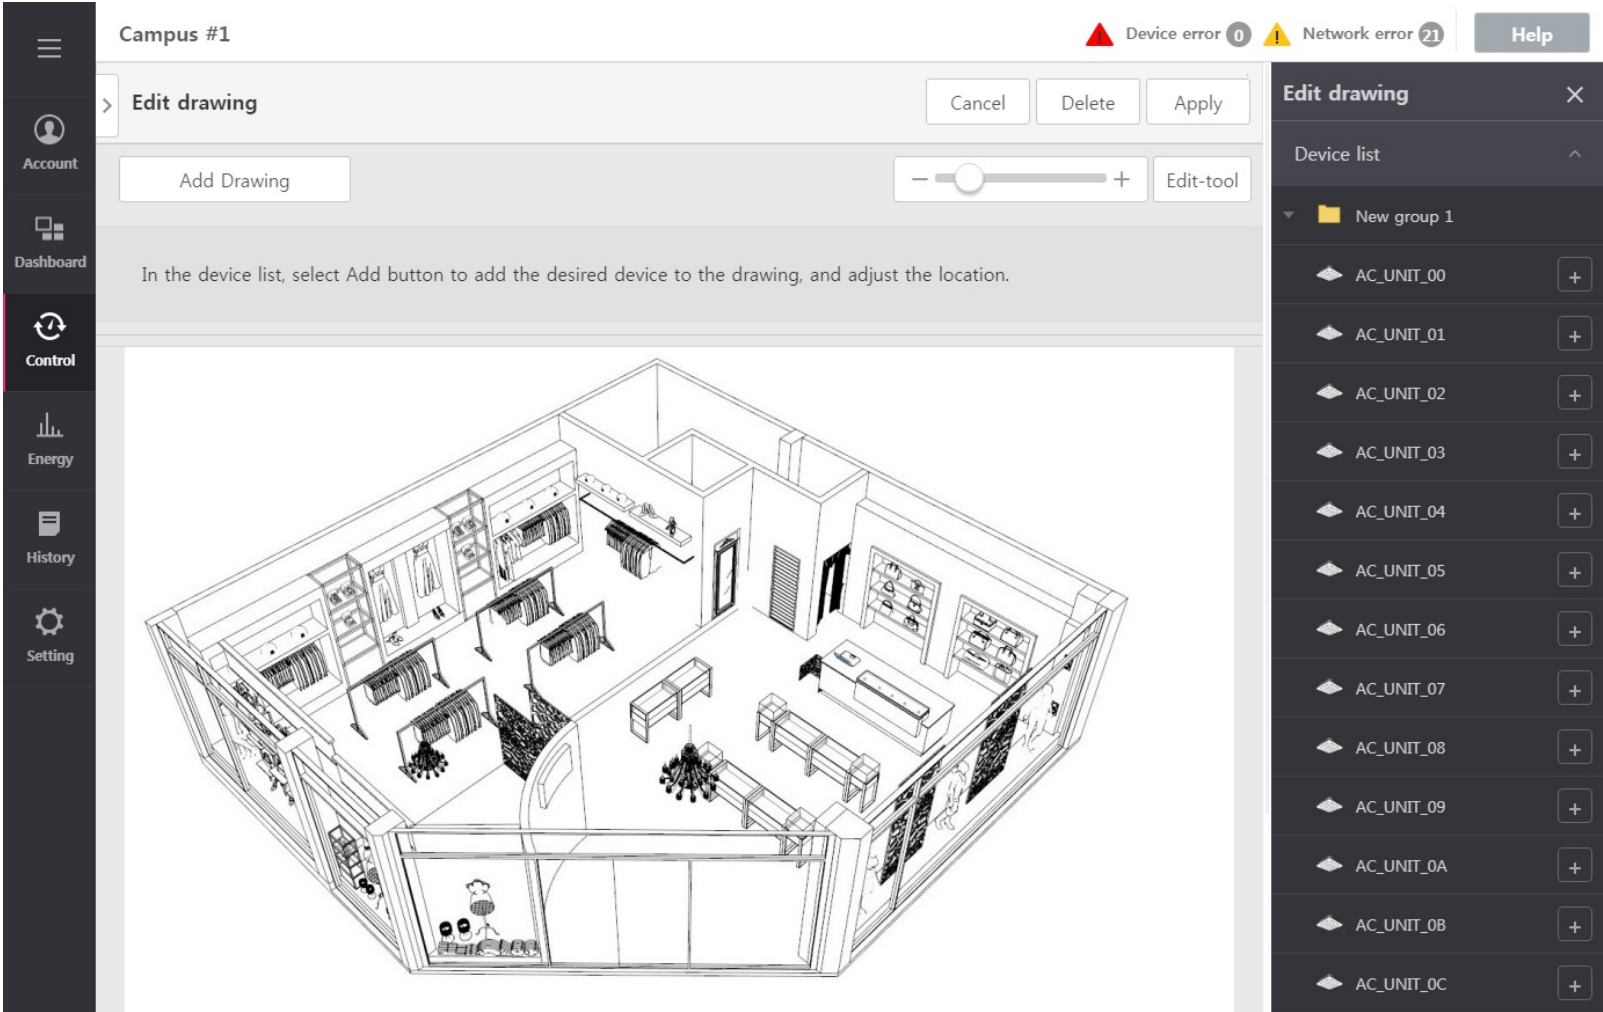 Campus #1
Device error 0
Network error 21
Help
Account
Dashboard
Control
Energy
History
Setting
Edit drawing
Cancel
Delete
Apply
Add Drawing
Edit-tool
In the device list, select Add button to add the desired device to the drawing, and adjust the location.
Edit drawing
Device list
New group 1
AC_UNIT_00
AC_UNIT_01
AC_UNIT_02
AC_UNIT_03
AC_UNIT_04
AC_UNIT_05
AC_UNIT_06
AC_UNIT_07
AC_UNIT_08
AC_UNIT_09
AC_UNIT_0A
AC_UNIT_0B
AC_UNIT_0C